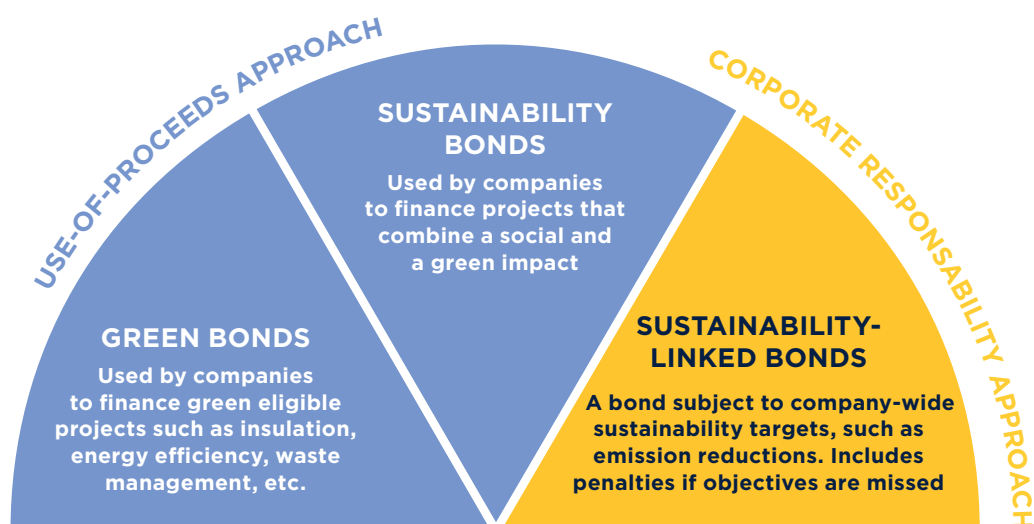 USE-OF-PROCEEDS APPROACH
CORPORATE RESPONSABILITY APPROACH
SUSTAINABILITY
BONDS
Used by companies
to finance projects that
combine a social and
a green impact
GREEN BONDS
Used by companies
to finance green eligible
projects such as insulation,
energy efficiency, waste
management, etc.
SUSTAINABILITY-
LINKED BONDS
A bond subject to company-wide
sustainability targets, such as
emission reductions. Includes
penalties if objectives are missed